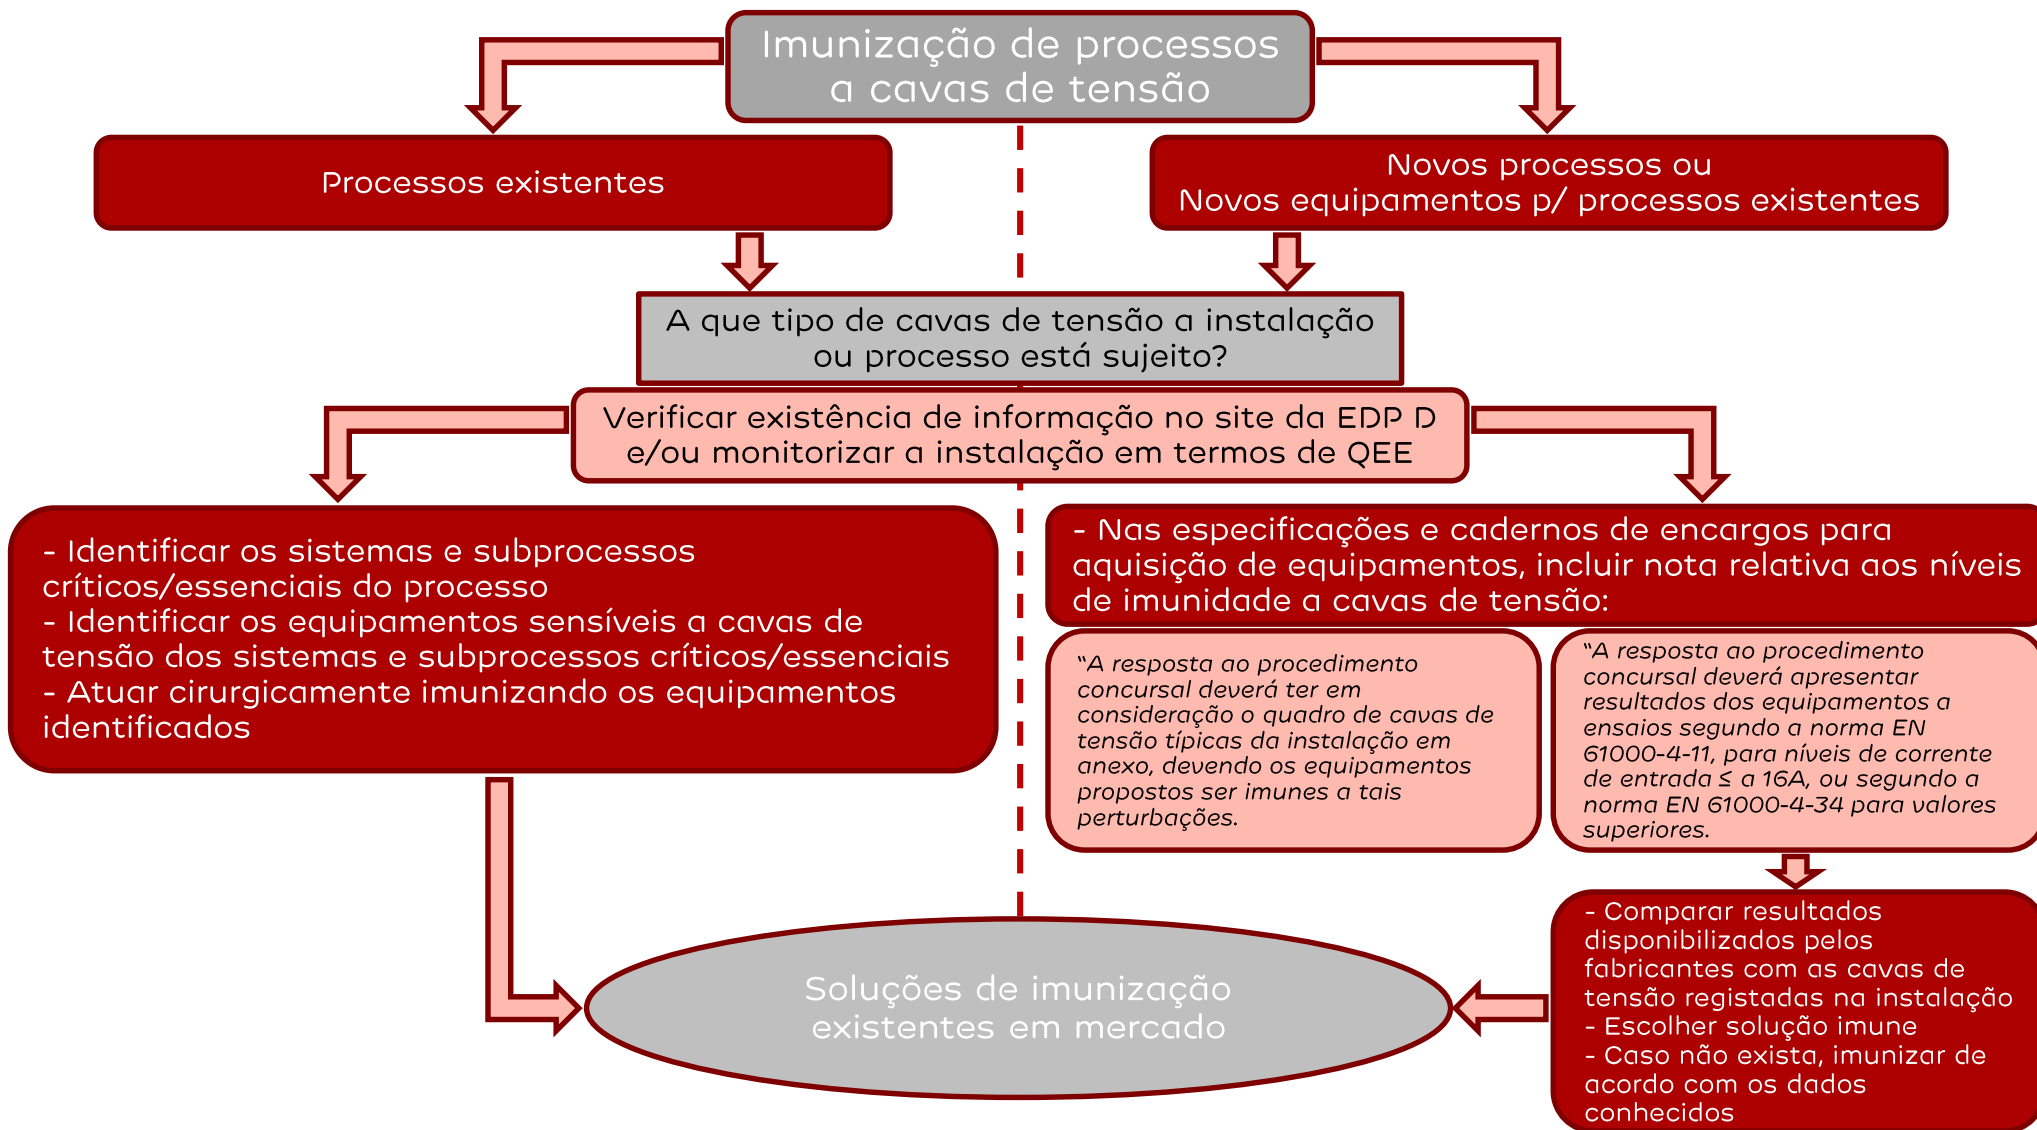 Imunização de processos
a cavas de tensão
Processos existentes
Novos processos ou
Novos equipamentos p/ processos existentes
A que tipo de cavas de tensão a instalação
ou processo está sujeito?
Verificar existência de informação no site da EDP D
e/ou monitorizar a instalação em termos de QEE
- Identificar os sistemas e subprocessos
críticos/essenciais do processo
- Identificar os equipamentos sensíveis a cavas de
tensão dos sistemas e subprocessos críticos/essenciais
- Atuar cirurgicamente imunizando os equipamentos
identificados
- Nas especificações e cadernos de encargos para
aquisição de equipamentos, incluir nota relativa aos níveis
de imunidade a cavas de tensão:
“A resposta ao procedimento
concursal deverá ter em
consideração o quadro de cavas de
tensão típicas da instalação em
anexo, devendo os equipamentos
propostos ser imunes a tais
perturbações.
“A resposta ao procedimento
concursal deverá apresentar
resultados dos equipamentos a
ensaios segundo a norma EN
61000-4-11, para níveis de corrente
de entrada ≤ a 16A, ou segundo a
norma EN 61000-4-34 para valores
superiores.
- Comparar resultados
disponibilizados pelos
fabricantes com as cavas de
tensão registadas na instalação
- Escolher solução imune
- Caso não exista, imunizar de
acordo com os dados
conhecidos
Soluções de imunização
existentes em mercado